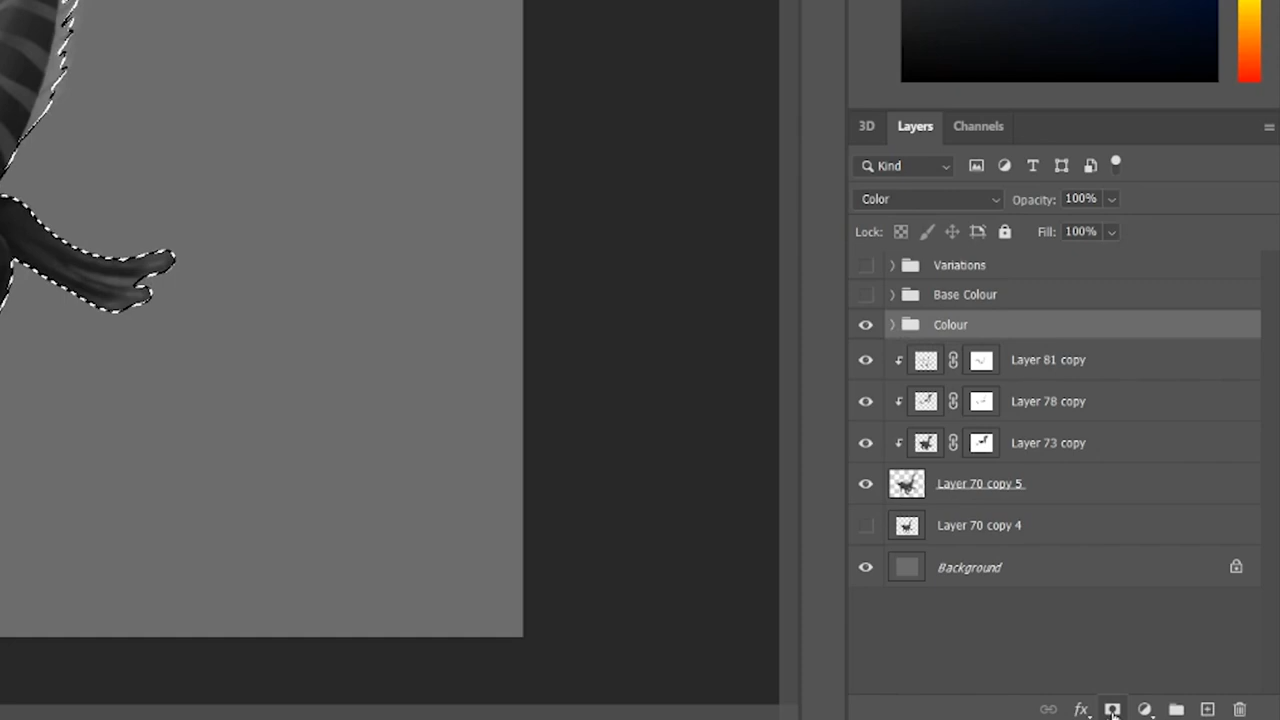 3D Layers Channels
Kind
Color Opacity: 100%
Lock: Fill: 100%
Variations
Base Colour
Colour
Layer 81 copy
Layer 78 copy
Layer 73 copy
Layer 70 copy 5
Layer 70 copy 4
Background
fx